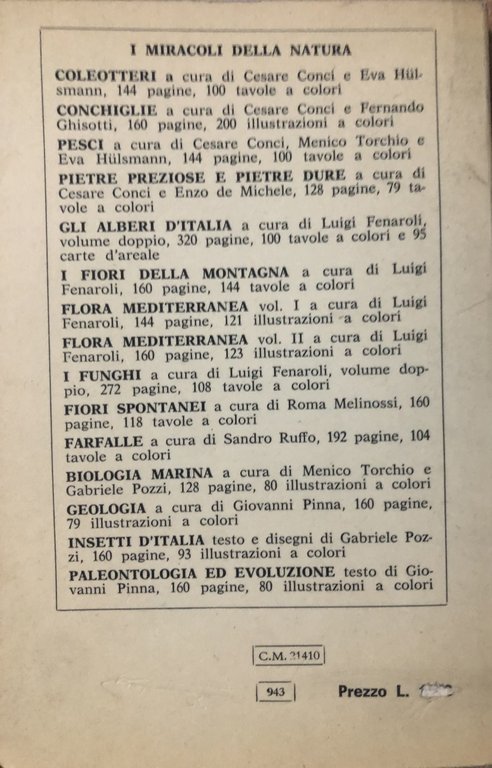 I MIRACOLI DELLA NATURA
COLEOTTERI a cura di Cesare Conci e Eva Hül-
smann, 144 pagine, 100 tavole a colori
CONCHIGLIE a cura di Cesare Conci e Fernando
Ghisotti, 160 pagine, 200 illustrazioni a colori
PESCI a cura di Cesare Conci, Menico Torchio e
Eva Hülsmann, 144 pagine, 100 tavole a colori
PIETRE PREZIOSE E PIETRE DURE a cura di
Cesare Conci e Enzo de Michele, 128 pagine, 79 ta-
vole a colori
GLI ALBERI D'ITALIA a cura di Luigi Fenaroli,
volume doppio, 320 pagine, 100 tavole a colori e 95
carte d'areale
I FIORI DELLA MONTAGNA a cura di Luigi
Fenaroli, 160 pagine, 144 tavole a colori
FLORA MEDITERRANEA vol. I a cura di Luigi
Fenaroli, 144 pagine, 121 illustrazioni a colori
FLORA MEDITERRANEA vol. II a cura di Luigi
Fenaroli, 160 pagine, 123 illustrazioni a colori
I FUNGHI a cura di Luigi Fenaroli, volume dop-
pio, 272 pagine, 108 tavole a colori
FIORI SPONTANEI a cura di Roma Melinossi, 160
pagine, 118 tavole a colori
FARFALLE a cura di Sandro Ruffo, 192 pagine, 104
tavole a colori
BIOLOGIA MARINA a cura di Menico Torchio e
Gabriele Pozzi, 128 pagine, 80 illustrazioni a colori
GEOLOGIA a cura di Giovanni Pinna, 160 pagine,
79 illustrazioni a colori
INSETTI D'ITALIA testo e disegni di Gabriele Poz-
zi, 160 pagine, 93 illustrazioni a colori
PALEONTOLOGIA ED EVOLUZIONE testo di Gio-
vanni Pinna, 160 pagine, 80 illustrazioni a colori
C.M.
943 Prezzo L.